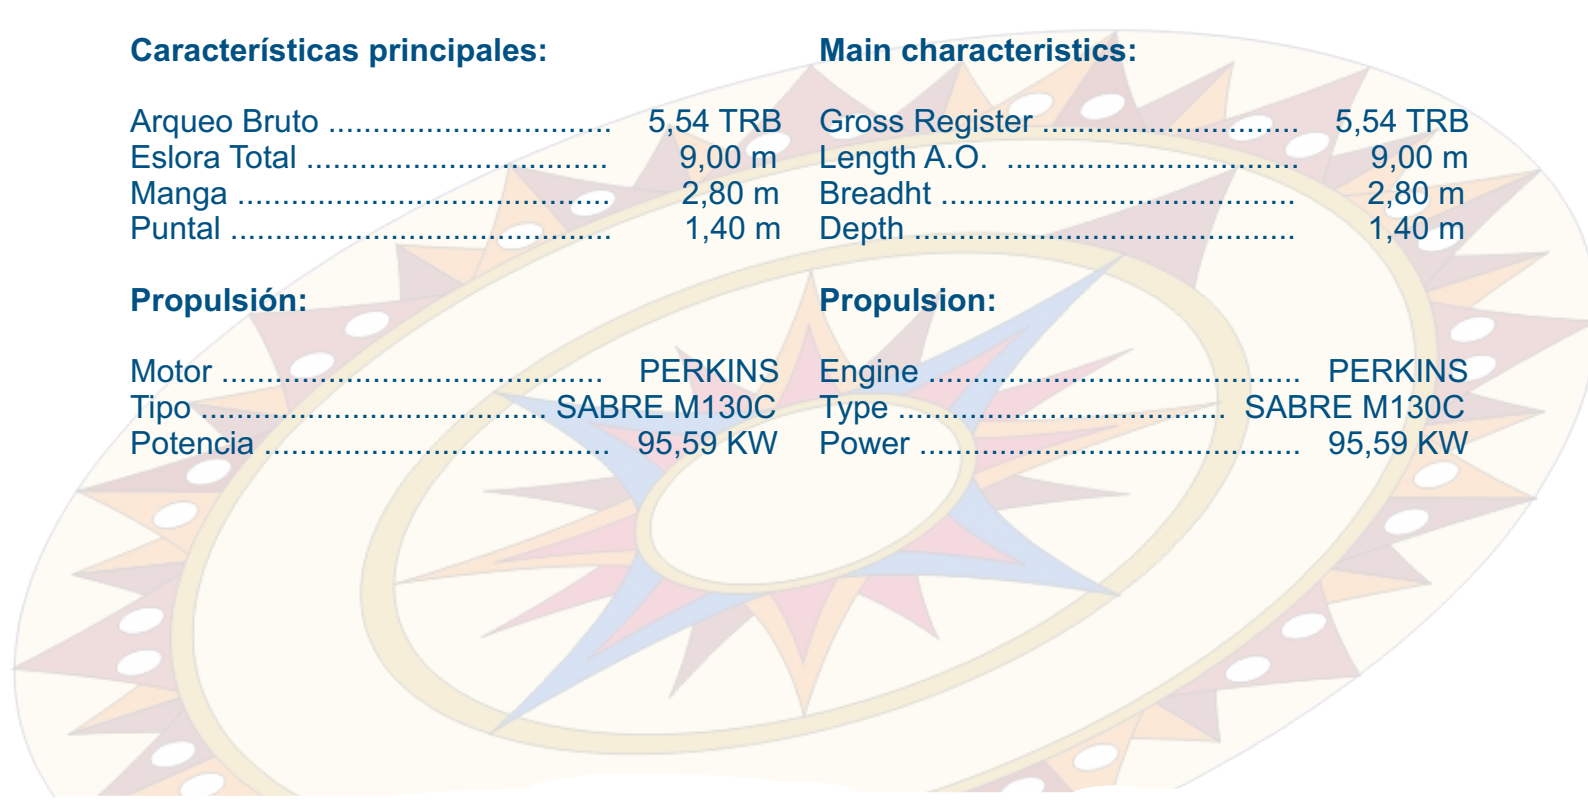 Características principales:
Arqueo Bruto ................................ 5,54 TRB
Eslora Total .................................. 9,00 m
Manga .......................................... 2,80 m
Puntal ........................................... 1,40 m
Propulsión:
Motor ........................................... PERKINS
Tipo ....................................... SABRE M130C
Potencia ....................................... 95,59 KW
Main characteristics:
Gross Register ............................. 5,54 TRB
Length A.O. ................................. 9,00 m
Breadht ........................................ 2,80 m
Depth ........................................... 1,40 m
Propulsion:
Engine .......................................... PERKINS
Type ..................................... SABRE M130C
Power ........................................... 95,59 KW